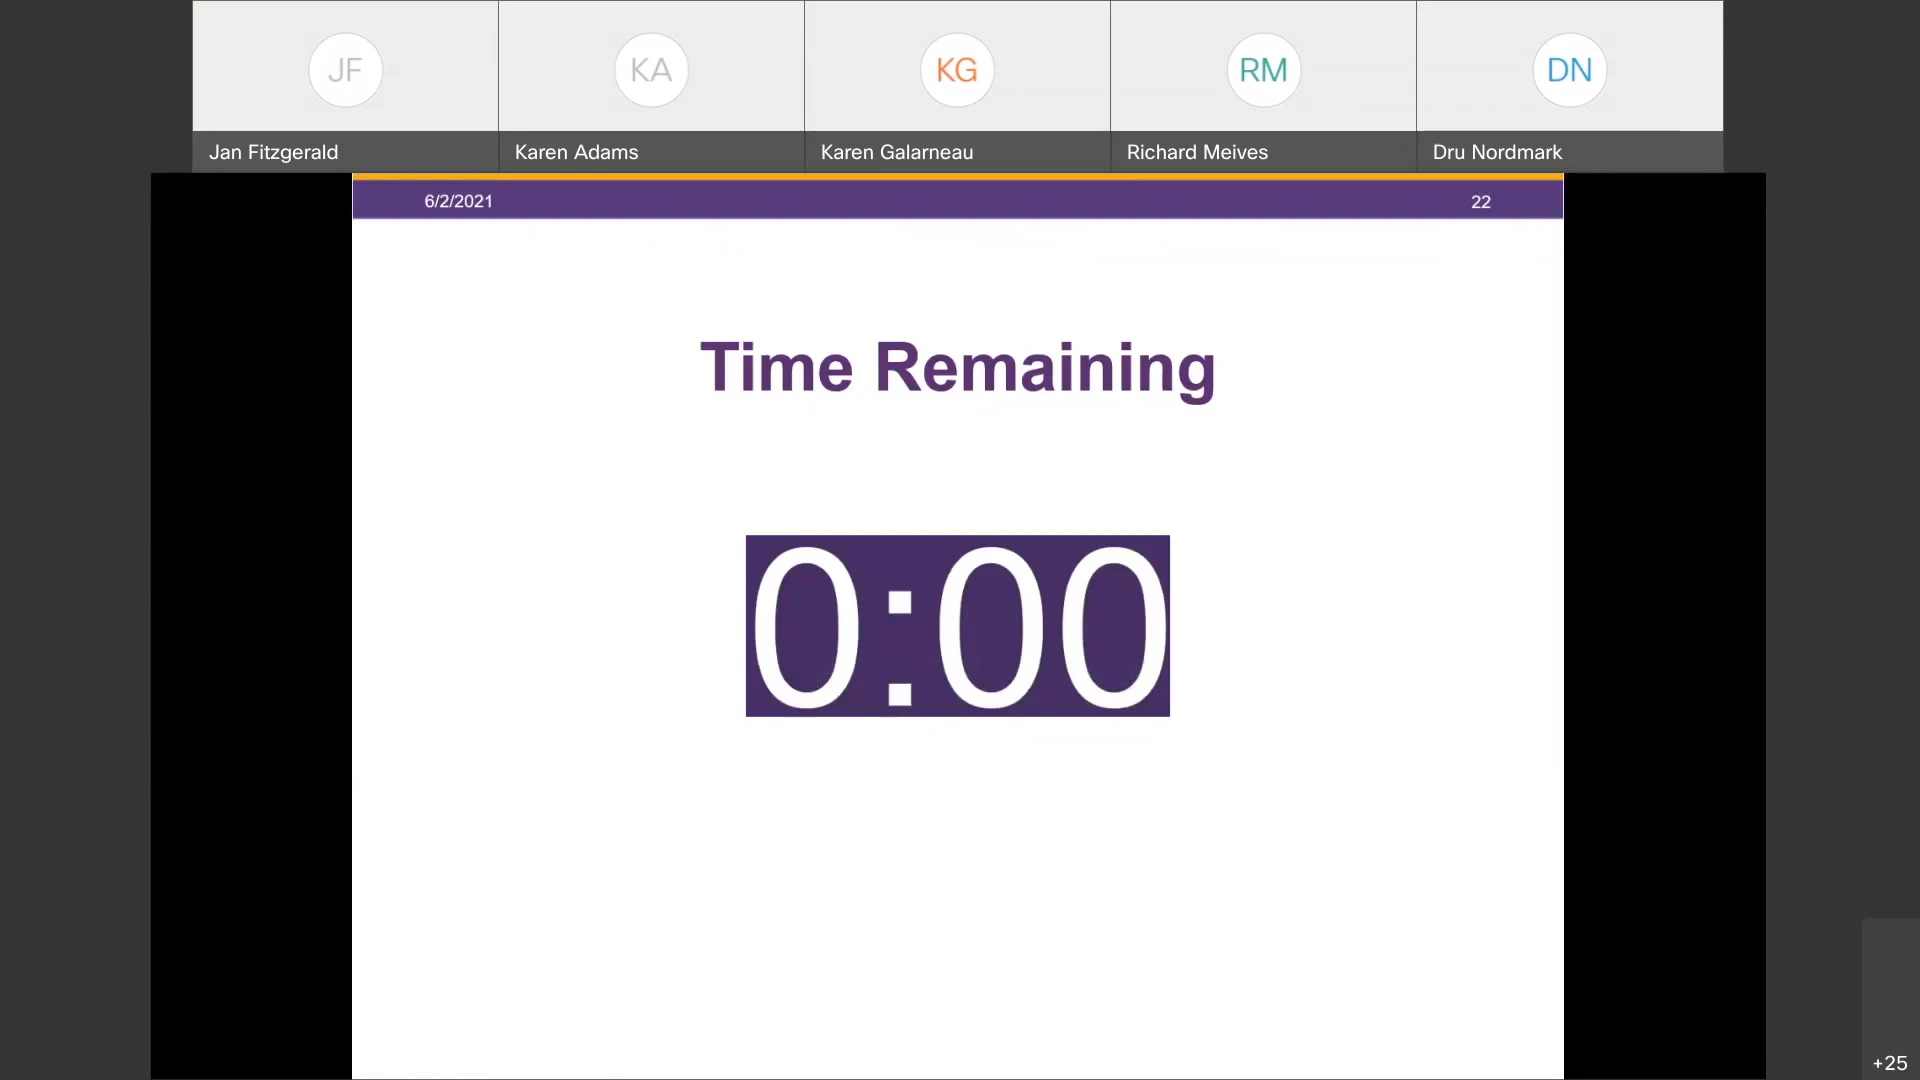 JF
KA
KG
RM
DN
Jan Fitzgerald
Karen Adams
Karen Galarneau
Richard Meives
Dru Nordmark
6/2/2021
22
Time Remaining
0:00
+25